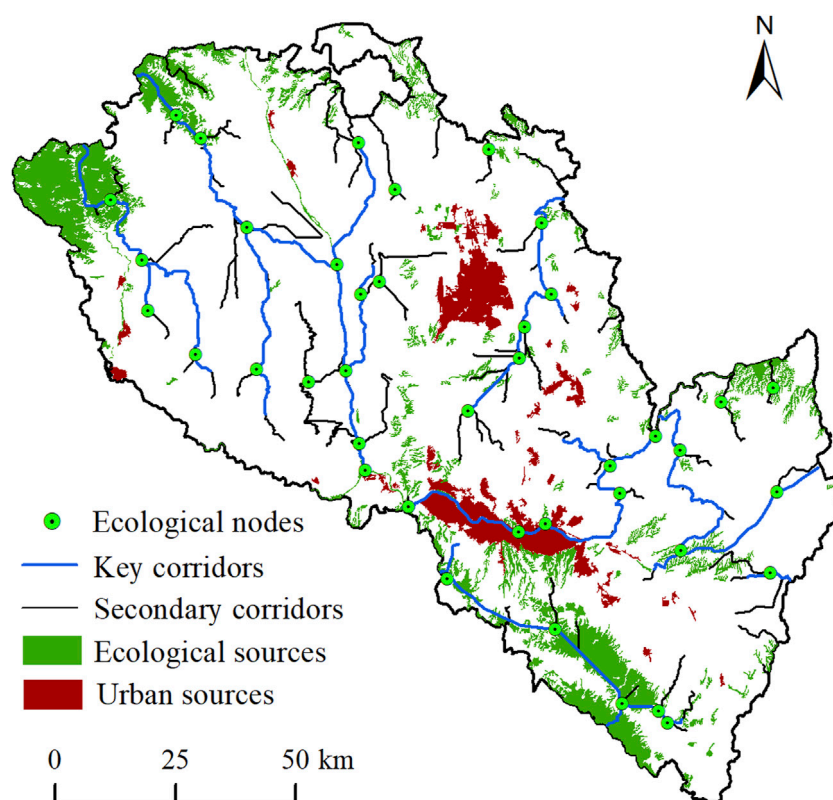 N
Ecological nodes
Key corridors
Secondary corridors
Ecological sources
Urban sources
0 25 50 km